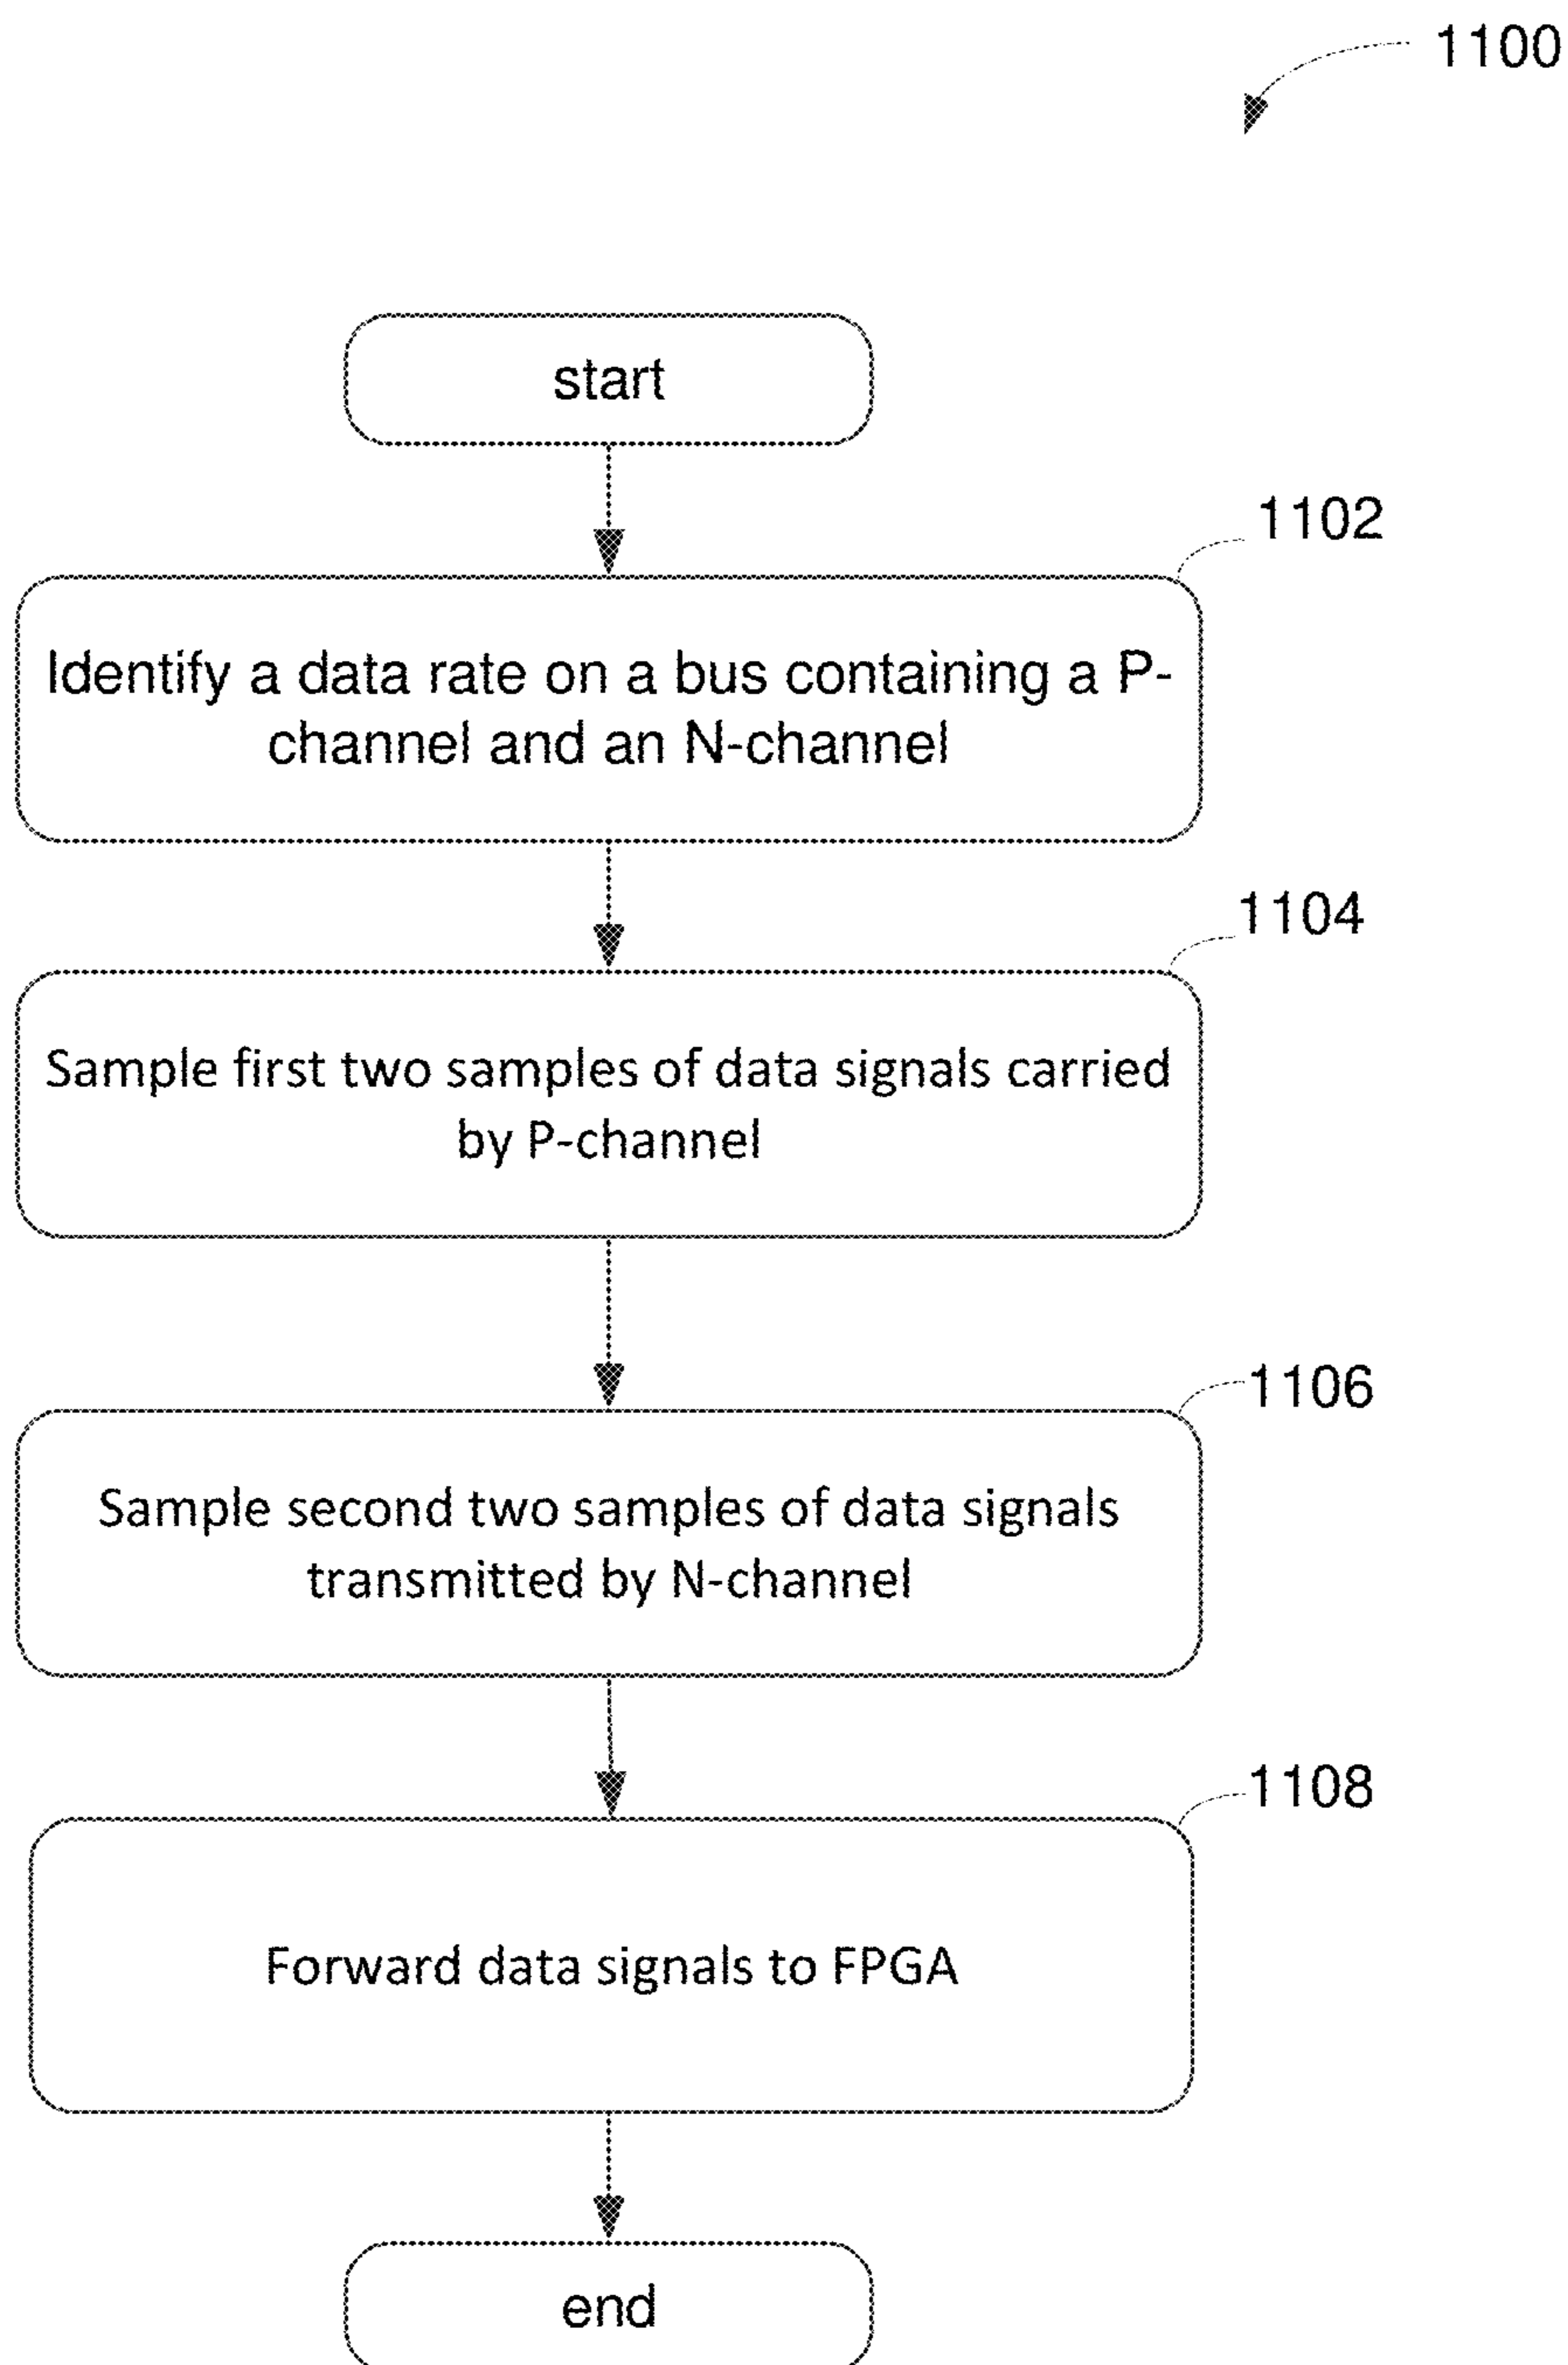 1100
start
1102
Identify a data rate on a bus containing a P-
channel and an N-channel
1104
Sample first two samples of data signals carried
by P-channel
1106
Sample second two samples of data signals
transmitted by N-channel
1108
Forward data signals to FPGA
end